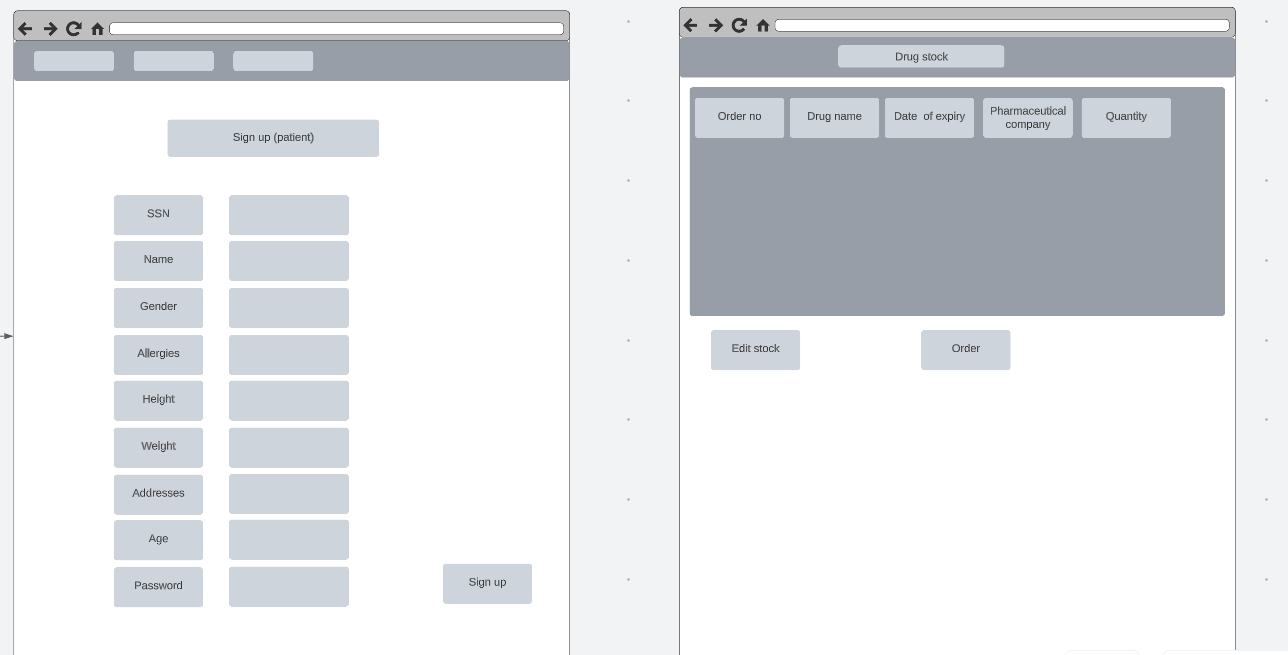 Sign up (patient)
SSN
Name
Gender
Allergies
Height
Weight
Addresses
Age
Password
Sign up
Drug stock
Order no
Drug name
Date of expiry
Pharmaceutical
company
Quantity
Edit stock
Order